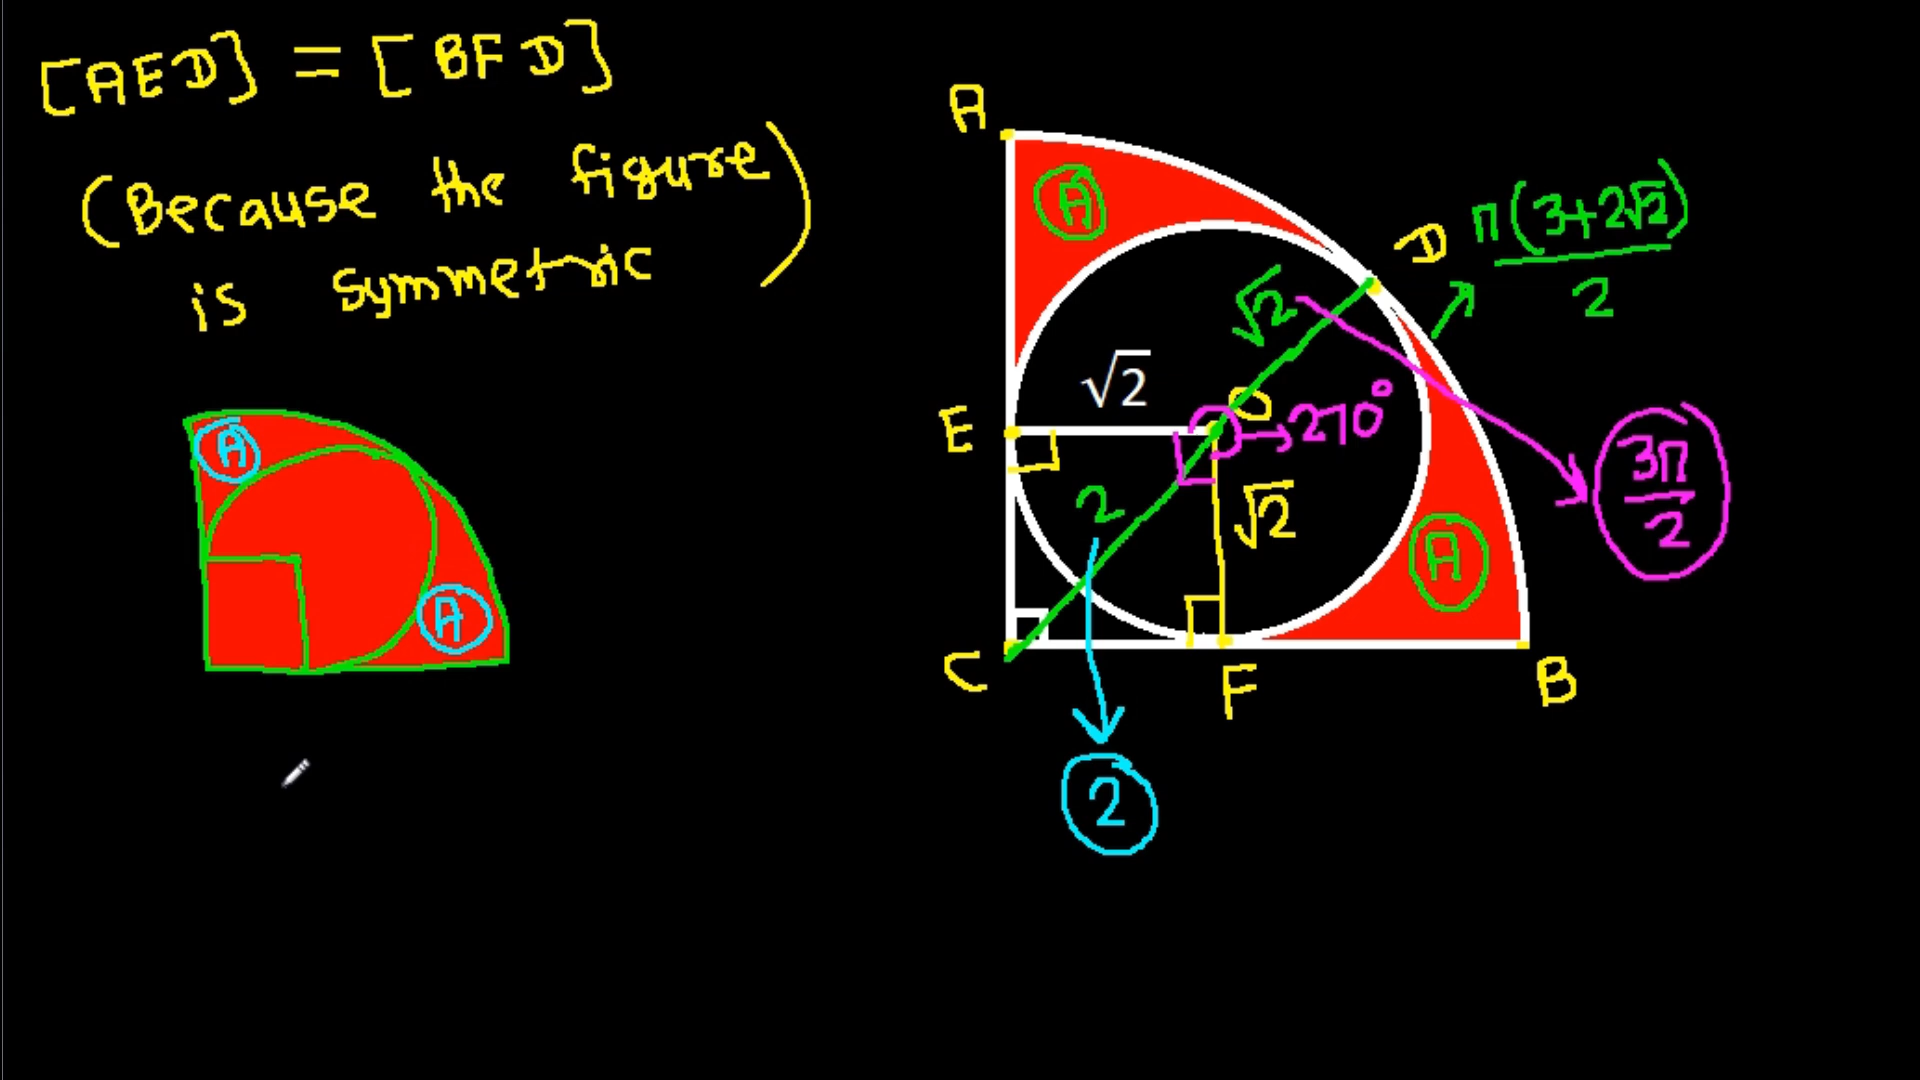 [AED] = [BFD]
(Because the figure
is symmetric)
A
A
A
A
D
π(3+2√2)/2
√2
√2
E
O
270°
3π/2
2
√2
A
C
F
B
2